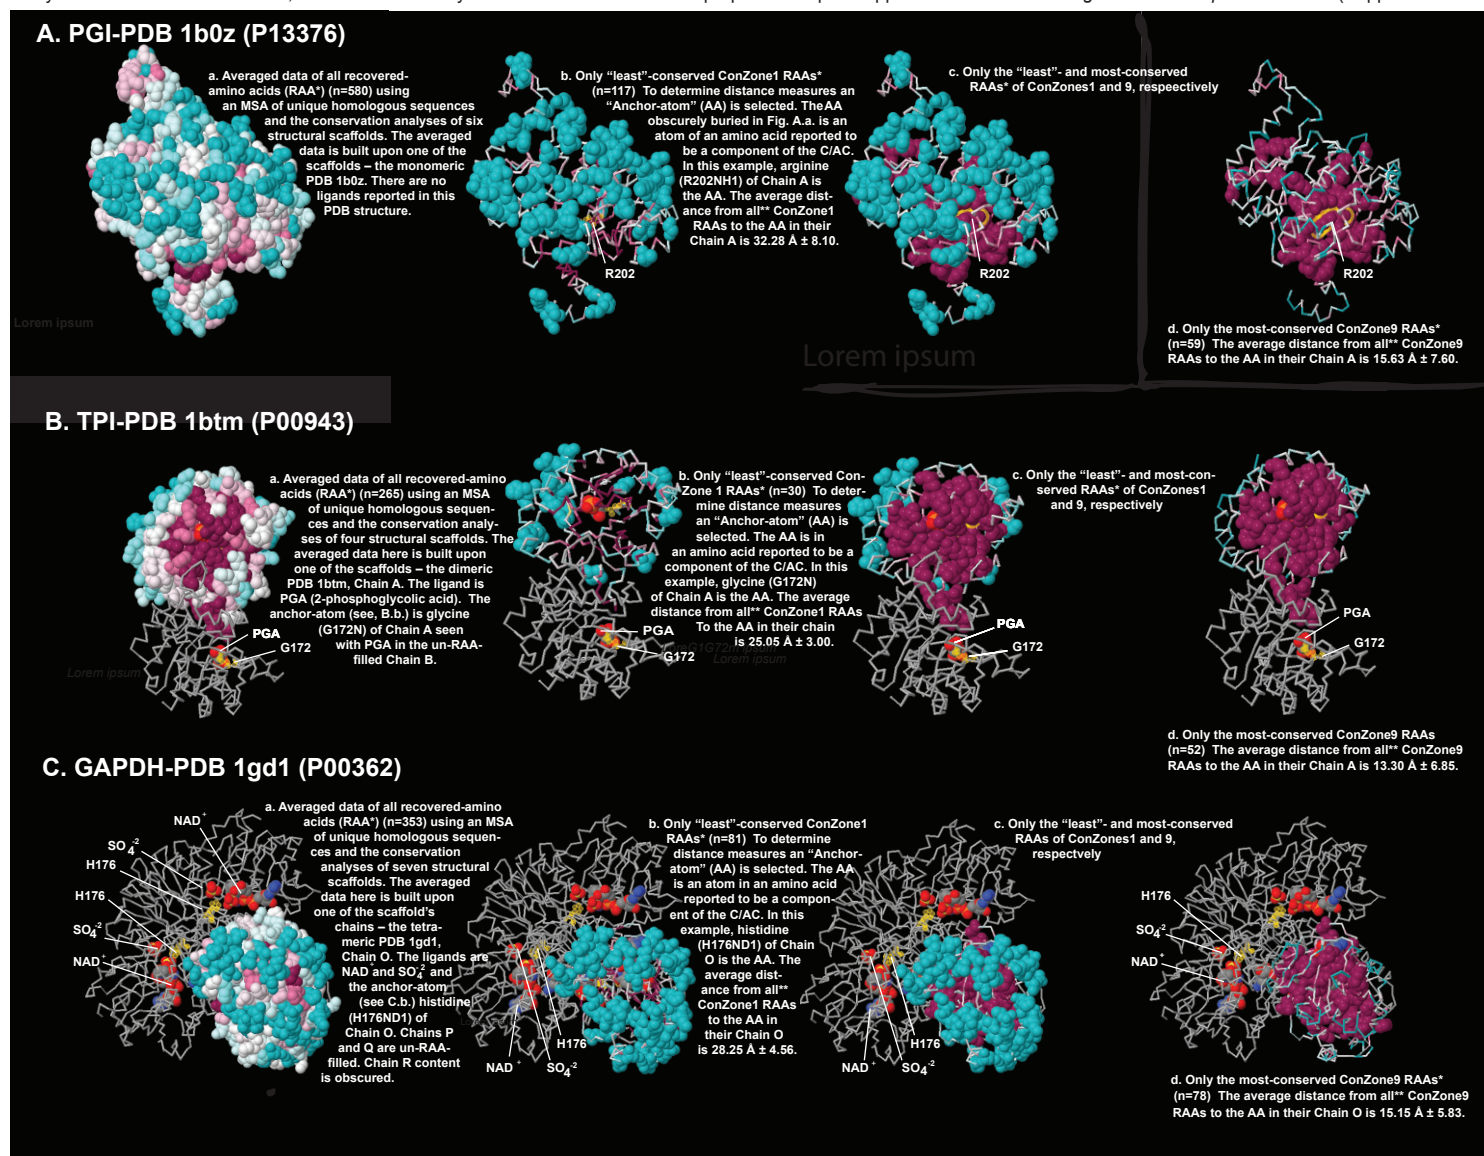 A. PGI-PDB 1b0z (P13376)
a. Averaged data of all recovered-
amino acids (RAA*) (n=580) using
an MSA of unique homologous sequences
and the conservation analyses of six
structural scaffolds. The averaged
data is built upon one of the
scaffolds – the monomeric
PDB 1b0z. There are no
ligands reported in this
PDB structure.
b. Only "least"-conserved ConZone1 RAAs*
(n=117) To determine distance measures an
"Anchor-atom" (AA) is selected. The AA
obscurely buried in Fig. A.a. is an
atom of an amino acid reported to
be a component of the C/AC.
In this example, arginine
(R202NH1) of Chain A is
the AA. The average dist-
ance from all** ConZone1
RAAs to the AA in their
Chain A is 32.28 Å ± 8.10.
R202
c. Only the "least"- and most-conserved
RAAs* of ConZones1 and 9, respeectively
R202
R202
d. Only the most-conserved ConZone9 RAAs*
(n=59) The average distance from all** ConZone9
RAAs to the AA in their Chain A is 15.63 Å ± 7.60.
Lorem ipsum
Lorem ipsum
B. TPI-PDB 1btm (P00943)
a. Averaged data of all recovered-amino
acids (RAA*) (n=265) using an MSA
of unique homologous sequen-
ces and the conservation analy-
ses of four structural scaffolds. The
averaged data here is built upon
one of the scaffolds – the dimeric
PDB 1btm, Chain A. The ligand is
PGA (2-phosphoglycolic acid). The
anchor-atom (see, B.b.) is glycine
(G172N) of Chain A seen
with PGA in the un-RAA-
filled Chain B.
PGA
G172
Lorem ipsum
b. Only "least"-conserved Con-
Zone 1 RAAs* (n=30) To deter-
mine distance measures
an "Anchor-atom" (AA) is
selected. The AA is in
an amino acid reported to be a
component of the C/AC. In this
example, glycine (G172N)
of Chain A is the AA. The average
distance from all** ConZone1 RAAs
To the AA in their chain
is 25.05 Å ± 3.00.
PGA
G172
Lorem ipsum
c. Only the "least"- and most-con-
served RAAs* of ConZones1
and 9, respectively
PGA
G172
PGA
G172
d. Only the most-conserved ConZone9 RAAs
(n=52) The average distance from all** ConZone9
RAAs to the AA in their Chain A is 13.30 Å ± 6.85.
C. GAPDH-PDB 1gd1 (P00362)
NAD+
SO4-2
H176
H176
SO4-2
NAD+
a. Averaged data of all recovered-amino
acids (RAA*) (n=353) using an MSA
of unique homologous sequen-
ces and the conservation
analyses of seven structural
scaffolds. The averaged
data here is built upon
one of the scaffold's
chains – the tetra-
meric PDB 1gd1,
Chain O. The ligands are
NAD+ and SO4-2 and
the anchor-atom
(see C.b.) histidine
(H176ND1) of
Chain O. Chains P
and Q are un-RAA-
filled. Chain R content
is obscured.
b. Only "least"-conserved ConZone1
RAAs* (n=81) To determine
distance measures an "Anchor-
atom" (AA) is selected. The AA
is an atom in an amino acid
reported to be a compon-
ent of the C/AC. In this
example, histidine
(H176ND1) of Chain
O is the AA. The
average dist-
ance from all**
ConZone1 RAAs
to the AA in
their Chain O
is 28.25 Å ± 4.56.
H176
NAD+
SO4-2
c. Only the "least"- and most-conserved
RAAs of ConZones1 and 9,
respectvely
H176
NAD+
SO4-2
H176
SO4-2
NAD+
d. Only the most-conserved ConZone9 RAAs*
(n=78) The average distance from all** ConZone9
RAAs to the AA in their Chain O is 15.15 Å ± 5.83.